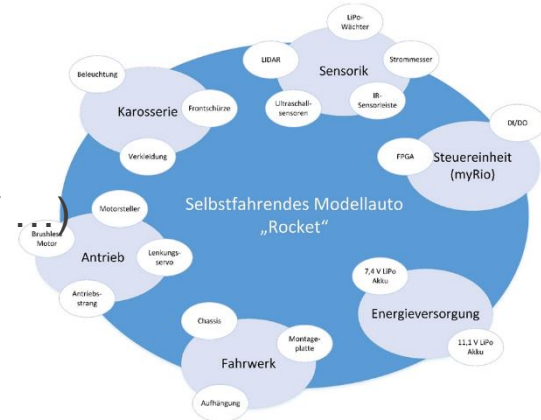 LiPo-
Wächter
LIDAR
Strommesser
Sensorik
Ultraschall-
sensoren
IR-
Sensorleiste
Beleuchtung
Frontschürze
Karosserie
Verkleidung
DI/DO
FPGA
Steuereinheit
(myRio)
Selbstfahrendes Modellauto
„Rocket“
...)
Motorsteller
Brushless
Motor
Antrieb
Lenkungs-
servo
Antriebs-
strang
7,4 V LiPo
Akku
Energieversorgung
11,1 V LiPo
Akku
Chassis
Montage-
platte
Fahrwerk
Aufhängung